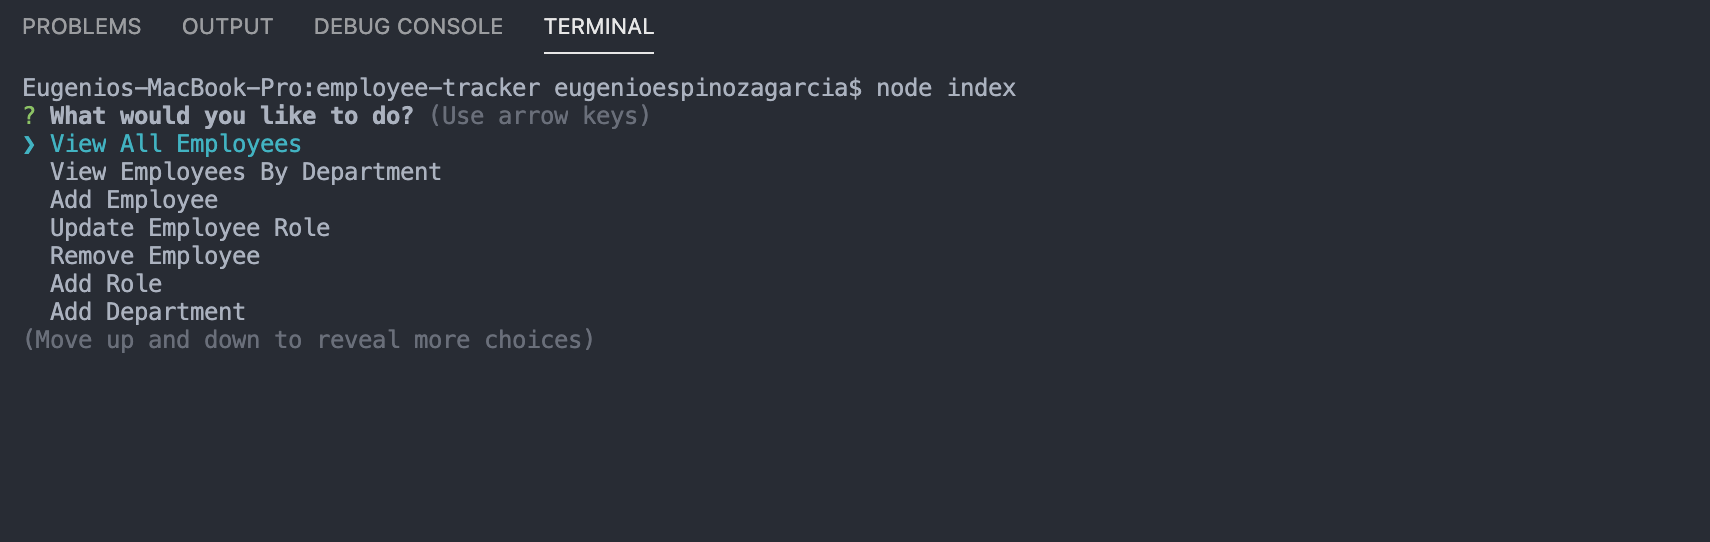 PROBLEMS OUTPUT DEBUG CONSOLE TERMINAL
Eugenios-MacBook-Pro:employee-tracker eugenioespinozagarcia$ node index
? What would you like to do? (Use arrow keys)
❯ View All Employees
View Employees By Department
Add Employee
Update Employee Role
Remove Employee
Add Role
Add Department
(Move up and down to reveal more choices)